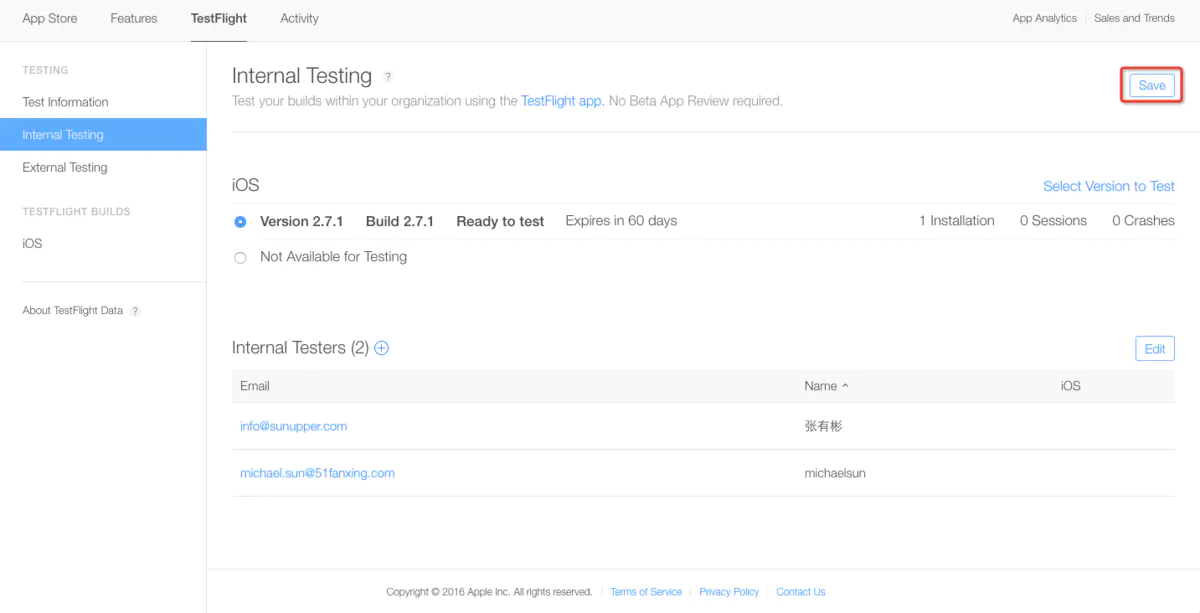 App Store Features TestFlight Activity App Analytics Sales and Trends
TESTING
Test Information
Internal Testing
External Testing
TESTFLIGHT BUILDS
iOS
About TestFlight Data ?
Internal Testing ?
Save
Test your builds within your organization using the TestFlight app. No Beta App Review required.
iOS
Select Version to Test
Version 2.7.1 Build 2.7.1 Ready to test Expires in 60 days 1 Installation 0 Sessions 0 Crashes
Not Available for Testing
Internal Testers (2)
Edit
Email Name iOS
info@sunupper.com 张有彬
michael.sun@51fanxing.com michaelsun
Copyright © 2016 Apple Inc. All rights reserved. Terms of Service Privacy Policy Contact Us